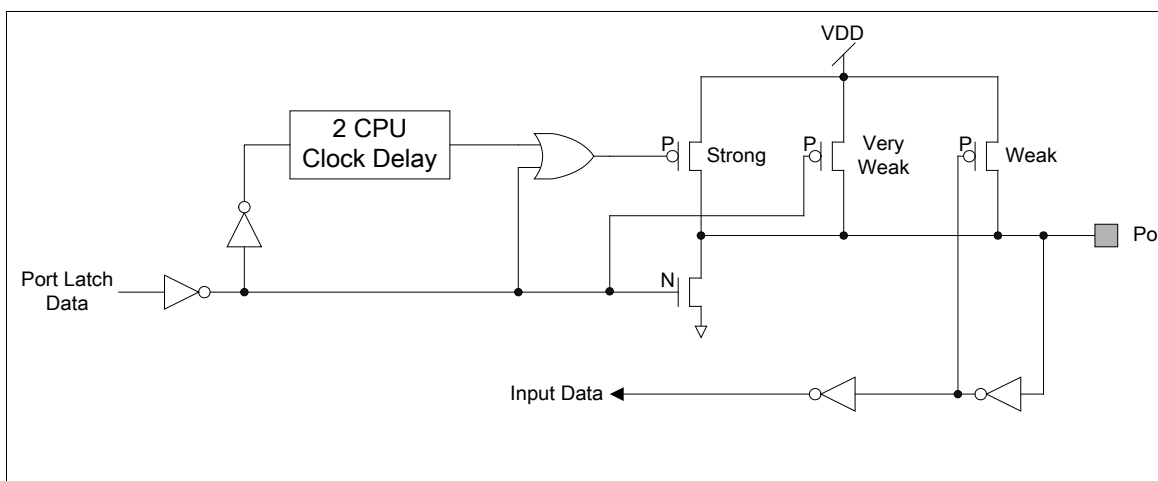 VDD
2 CPU
Clock Delay
P
Strong
P
Very
Weak
P
Weak
Po
Port Latch
Data
N
Input Data